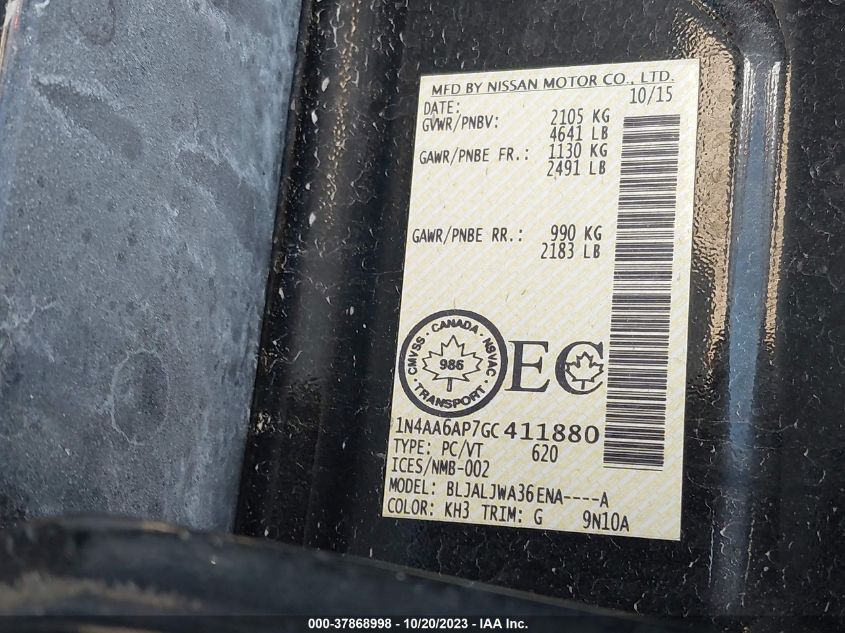 MFD BY NISSAN MOTOR CO., LTD.
DATE: 10/15
GVWR/PNBV: 2105 KG
4641 LB
GAWR/PNBE FR.: 1130 KG
2491 LB
GAWR/PNBE RR.: 990 KG
2183 LB
CMVSS · CANADA · NSVAC · TRANSPORT ·
986
EC
1N4AA6AP7GC411880
TYPE: PC/VT 620
ICES/NMB-002
MODEL: BLJALJWA36ENA----A
COLOR: KH3 TRIM: G 9N10A
000-37868998 | 10/20/2023 - IAA Inc.